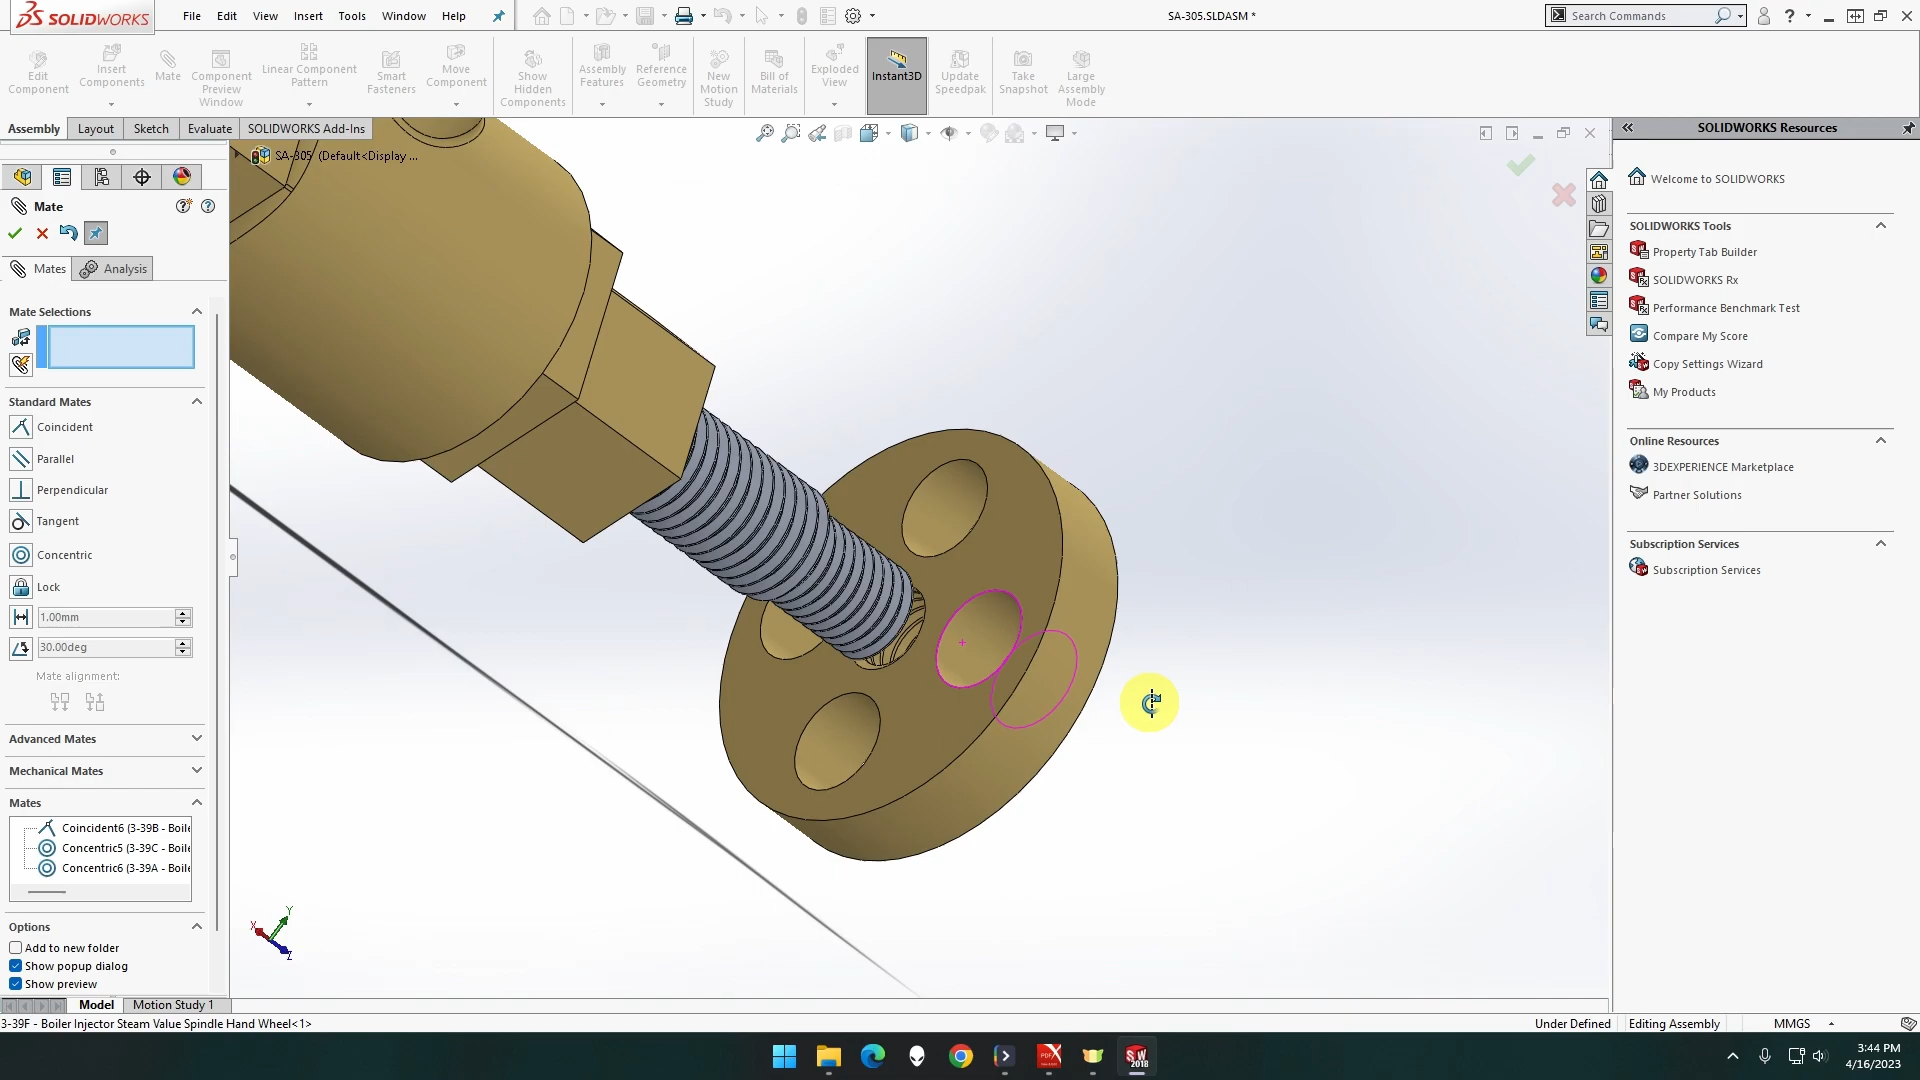 SOLIDWORKS
File
Edit
View
Insert
Tools
Window
Help
SA-305.SLDASM *
Search Commands
Edit
Component
Insert
Components
Mate
Component
Preview
Window
Linear Component
Pattern
Smart
Fasteners
Move
Component
Show
Hidden
Components
Assembly
Features
Reference
Geometry
New
Motion
Study
Bill of
Materials
Exploded
View
Instant3D
Update
Speedpak
Take
Snapshot
Large
Assembly
Mode
Assembly
Layout
Sketch
Evaluate
SOLIDWORKS Add-Ins
SA-305 (Default<Display ...
Mate
Mates
Analysis
Mate Selections
Standard Mates
Coincident
Parallel
Perpendicular
Tangent
Concentric
Lock
1.00mm
30.00deg
Mate alignment:
Advanced Mates
Mechanical Mates
Mates
Coincident6 (3-39B - Boile
Concentric5 (3-39C - Boile
Concentric6 (3-39A - Boile
Options
Add to new folder
Show popup dialog
Show preview
Y
X
Z
Model
Motion Study 1
SOLIDWORKS Resources
Welcome to SOLIDWORKS
SOLIDWORKS Tools
Property Tab Builder
SOLIDWORKS Rx
Performance Benchmark Test
Compare My Score
Copy Settings Wizard
My Products
Online Resources
3DEXPERIENCE Marketplace
Partner Solutions
Subscription Services
Subscription Services
3-39F - Boiler Injector Steam Value Spindle Hand Wheel<1>
Under Defined
Editing Assembly
MMGS
PDF
SW
2018
3:44 PM
4/16/2023